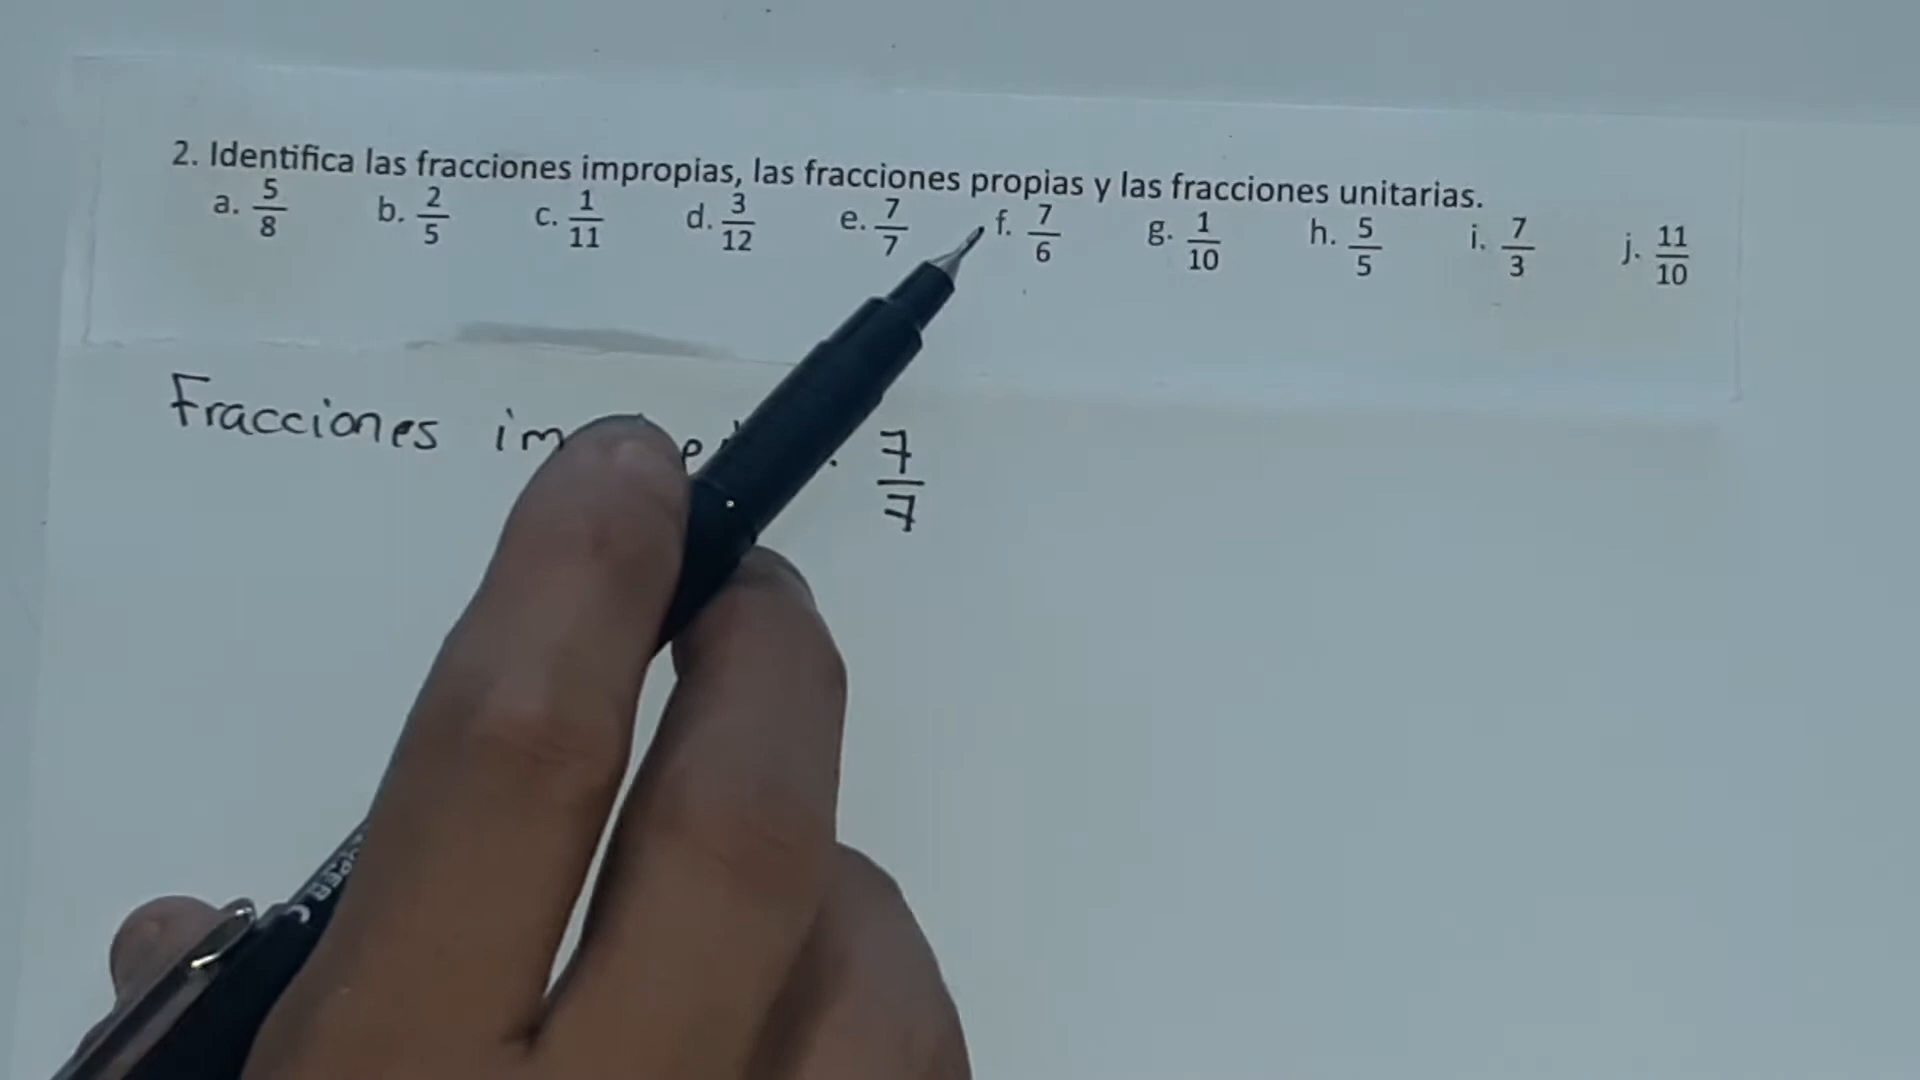 2. Identifica las fracciones impropias, las fracciones propias y las fracciones unitarias.
a. 5/8 b. 2/5 c. 1/11 d. 3/12 e. 7/7 f. 7/6 g. 1/10 h. 5/5 i. 7/3 j. 11/10
Fracciones 7/7